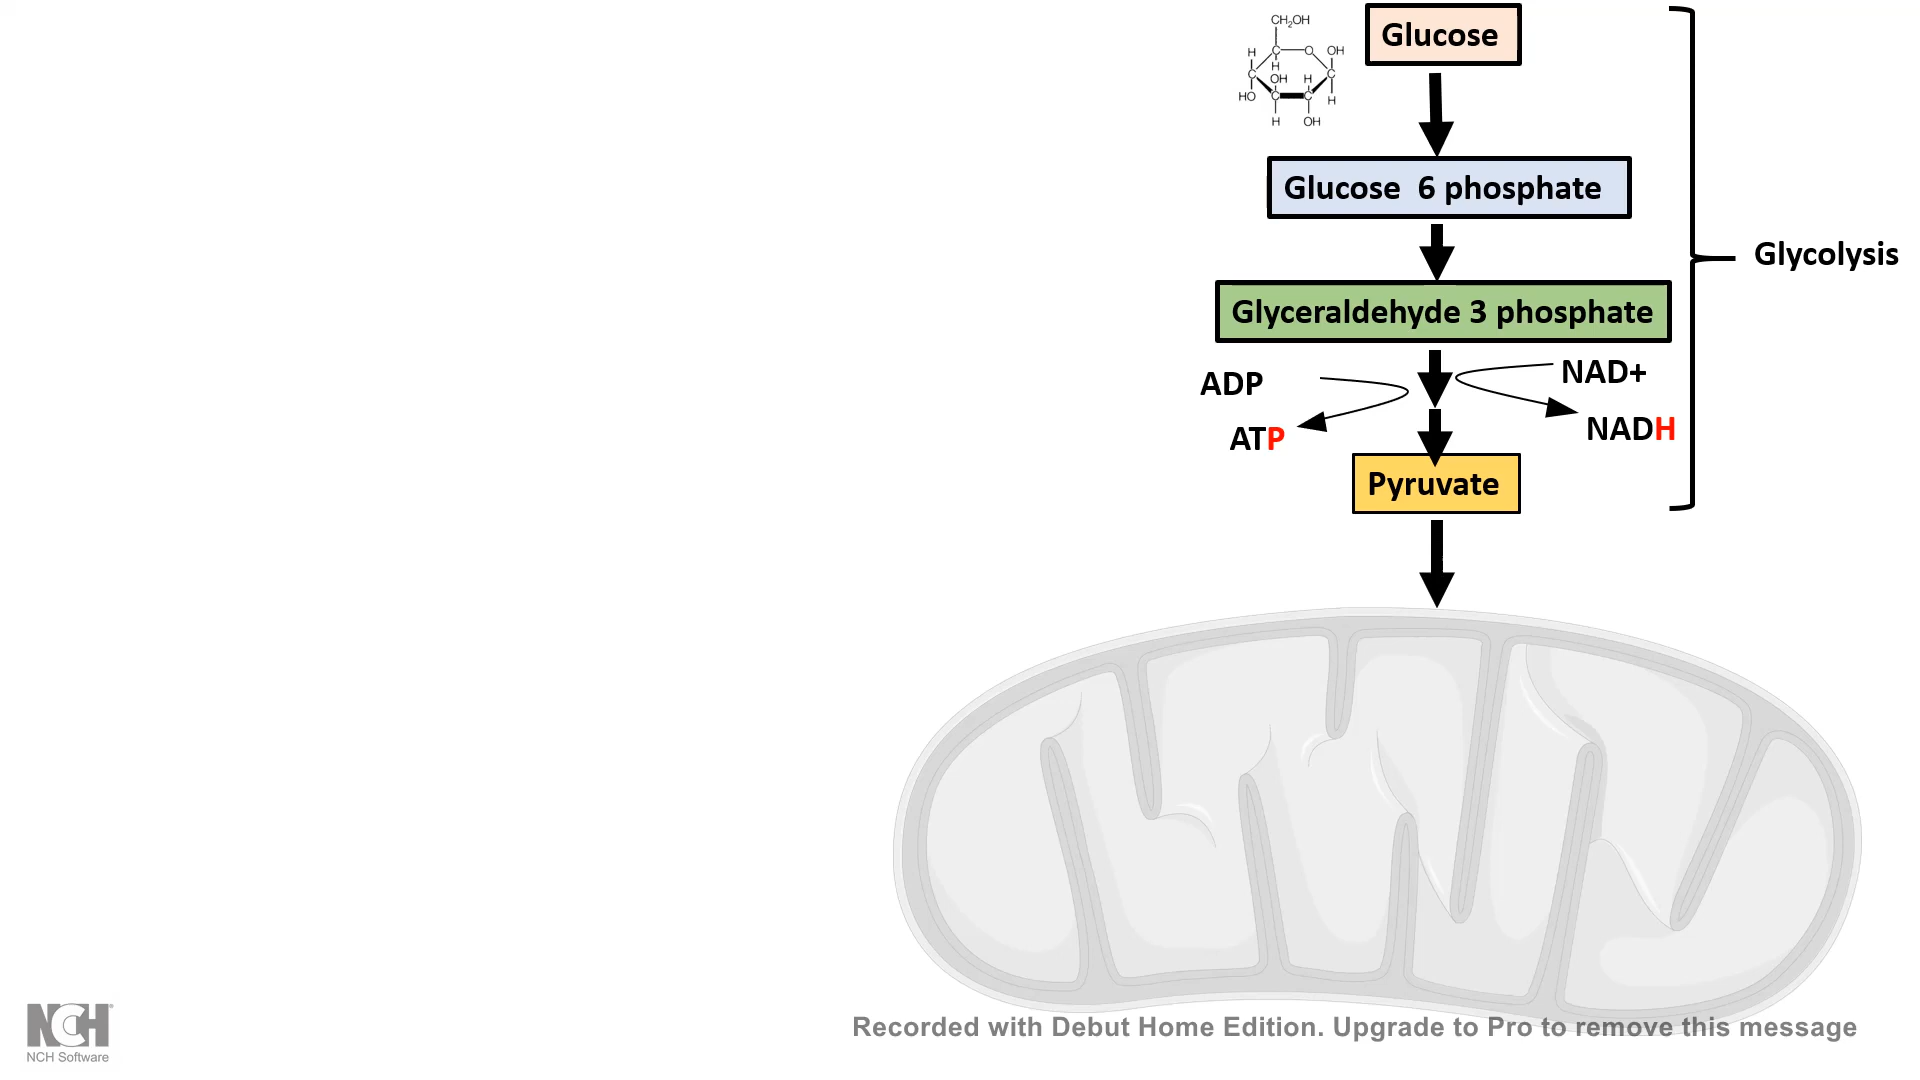 CH2OH
Glucose
H
C
O
OH
H
C
OH
H
C
HO
C
C
H
H
OH
Glucose 6 phosphate
Glycolysis
Glyceraldehyde 3 phosphate
ADP
NAD+
ATP
NADH
Pyruvate
NCH
NCH Software
Recorded with Debut Home Edition. Upgrade to Pro to remove this message